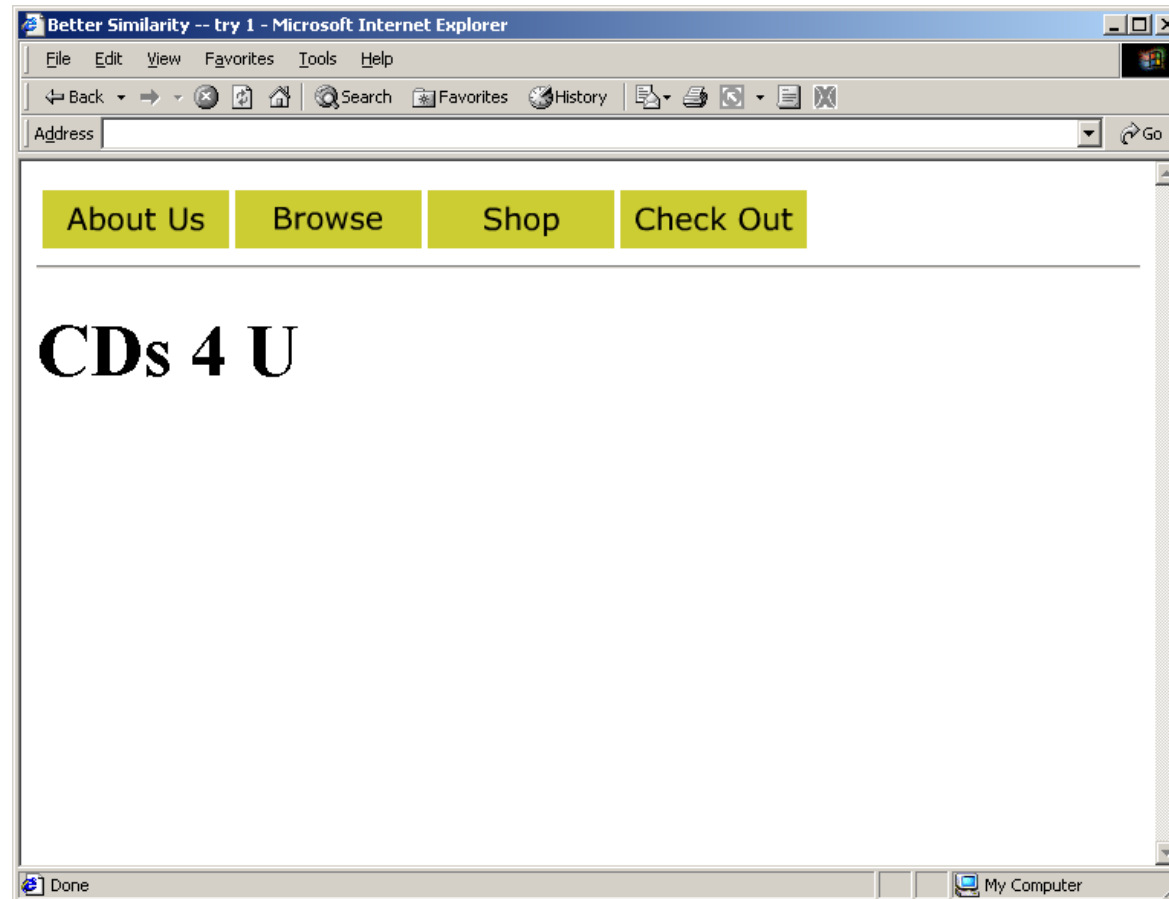 Better Similarity -- try 1 - Microsoft Internet Explorer
File Edit View Favorites Tools Help
Back Search Favorites History
Address Go
About Us Browse Shop Check Out
CDs 4 U
Done My Computer